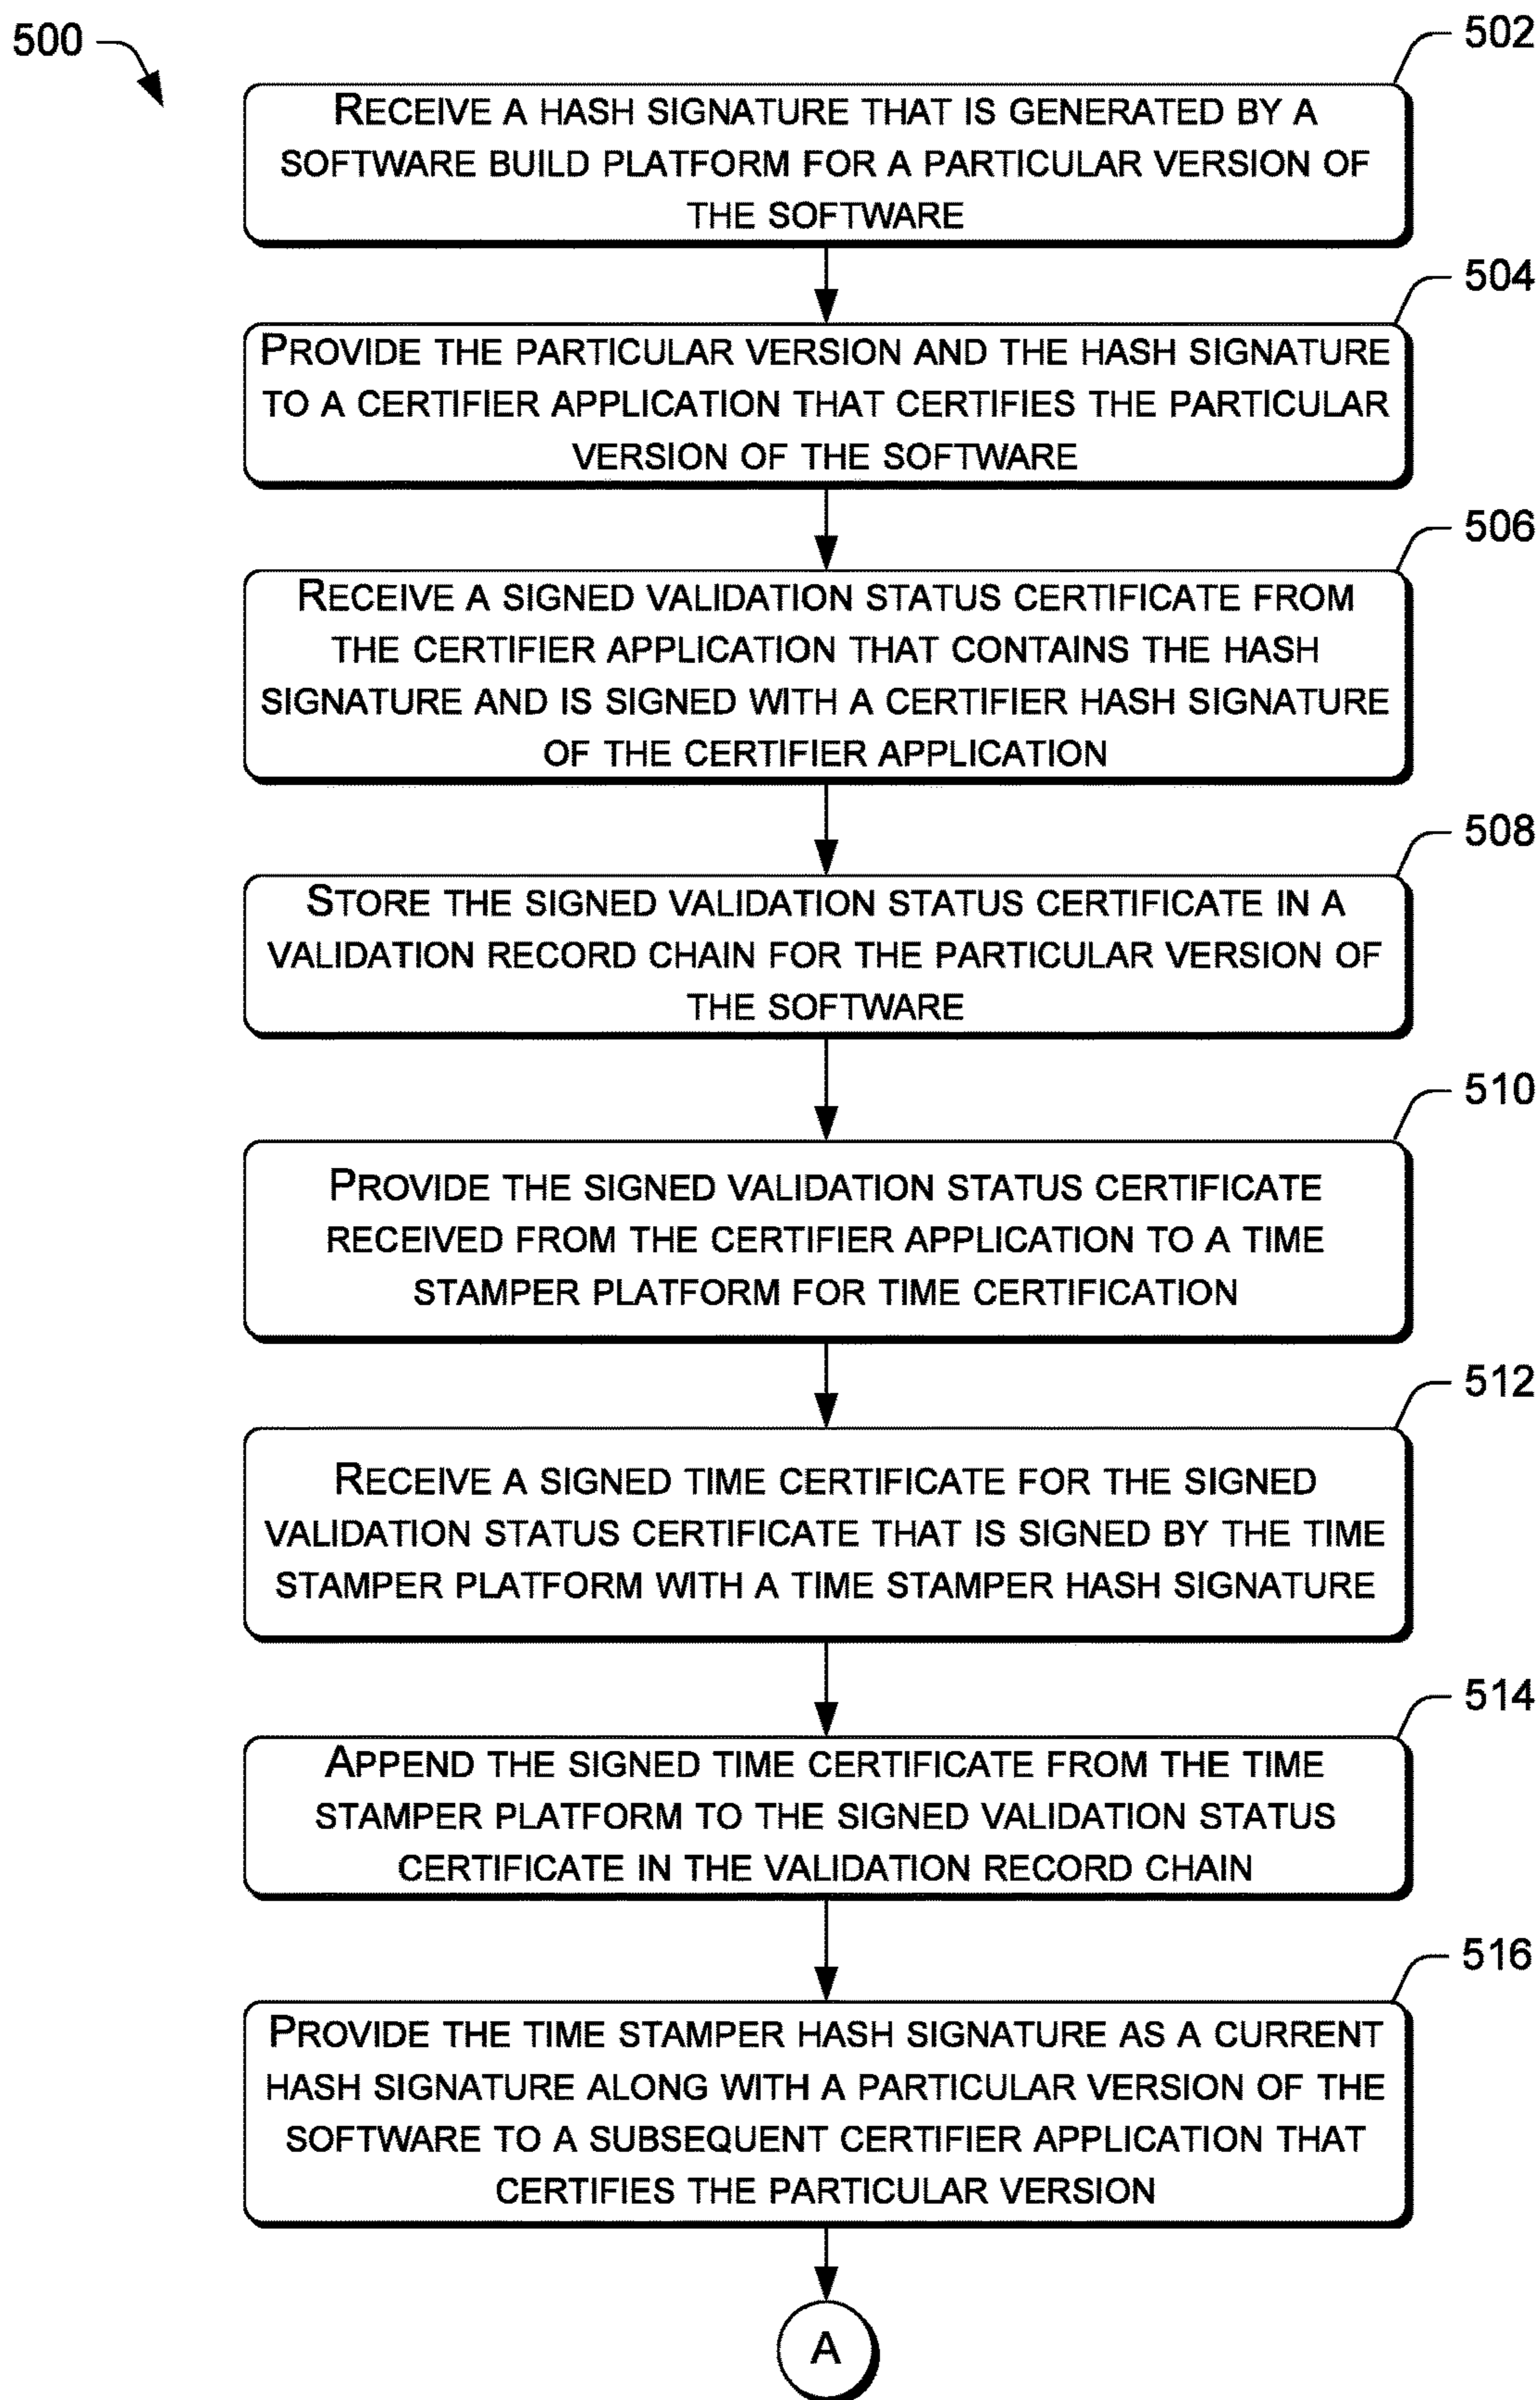 500
502
RECEIVE A HASH SIGNATURE THAT IS GENERATED BY A
SOFTWARE BUILD PLATFORM FOR A PARTICULAR VERSION OF
THE SOFTWARE
504
PROVIDE THE PARTICULAR VERSION AND THE HASH SIGNATURE
TO A CERTIFIER APPLICATION THAT CERTIFIES THE PARTICULAR
VERSION OF THE SOFTWARE
506
RECEIVE A SIGNED VALIDATION STATUS CERTIFICATE FROM
THE CERTIFIER APPLICATION THAT CONTAINS THE HASH
SIGNATURE AND IS SIGNED WITH A CERTIFIER HASH SIGNATURE
OF THE CERTIFIER APPLICATION
508
STORE THE SIGNED VALIDATION STATUS CERTIFICATE IN A
VALIDATION RECORD CHAIN FOR THE PARTICULAR VERSION OF
THE SOFTWARE
510
PROVIDE THE SIGNED VALIDATION STATUS CERTIFICATE
RECEIVED FROM THE CERTIFIER APPLICATION TO A TIME
STAMPER PLATFORM FOR TIME CERTIFICATION
512
RECEIVE A SIGNED TIME CERTIFICATE FOR THE SIGNED
VALIDATION STATUS CERTIFICATE THAT IS SIGNED BY THE TIME
STAMPER PLATFORM WITH A TIME STAMPER HASH SIGNATURE
514
APPEND THE SIGNED TIME CERTIFICATE FROM THE TIME
STAMPER PLATFORM TO THE SIGNED VALIDATION STATUS
CERTIFICATE IN THE VALIDATION RECORD CHAIN
516
PROVIDE THE TIME STAMPER HASH SIGNATURE AS A CURRENT
HASH SIGNATURE ALONG WITH A PARTICULAR VERSION OF THE
SOFTWARE TO A SUBSEQUENT CERTIFIER APPLICATION THAT
CERTIFIES THE PARTICULAR VERSION
A